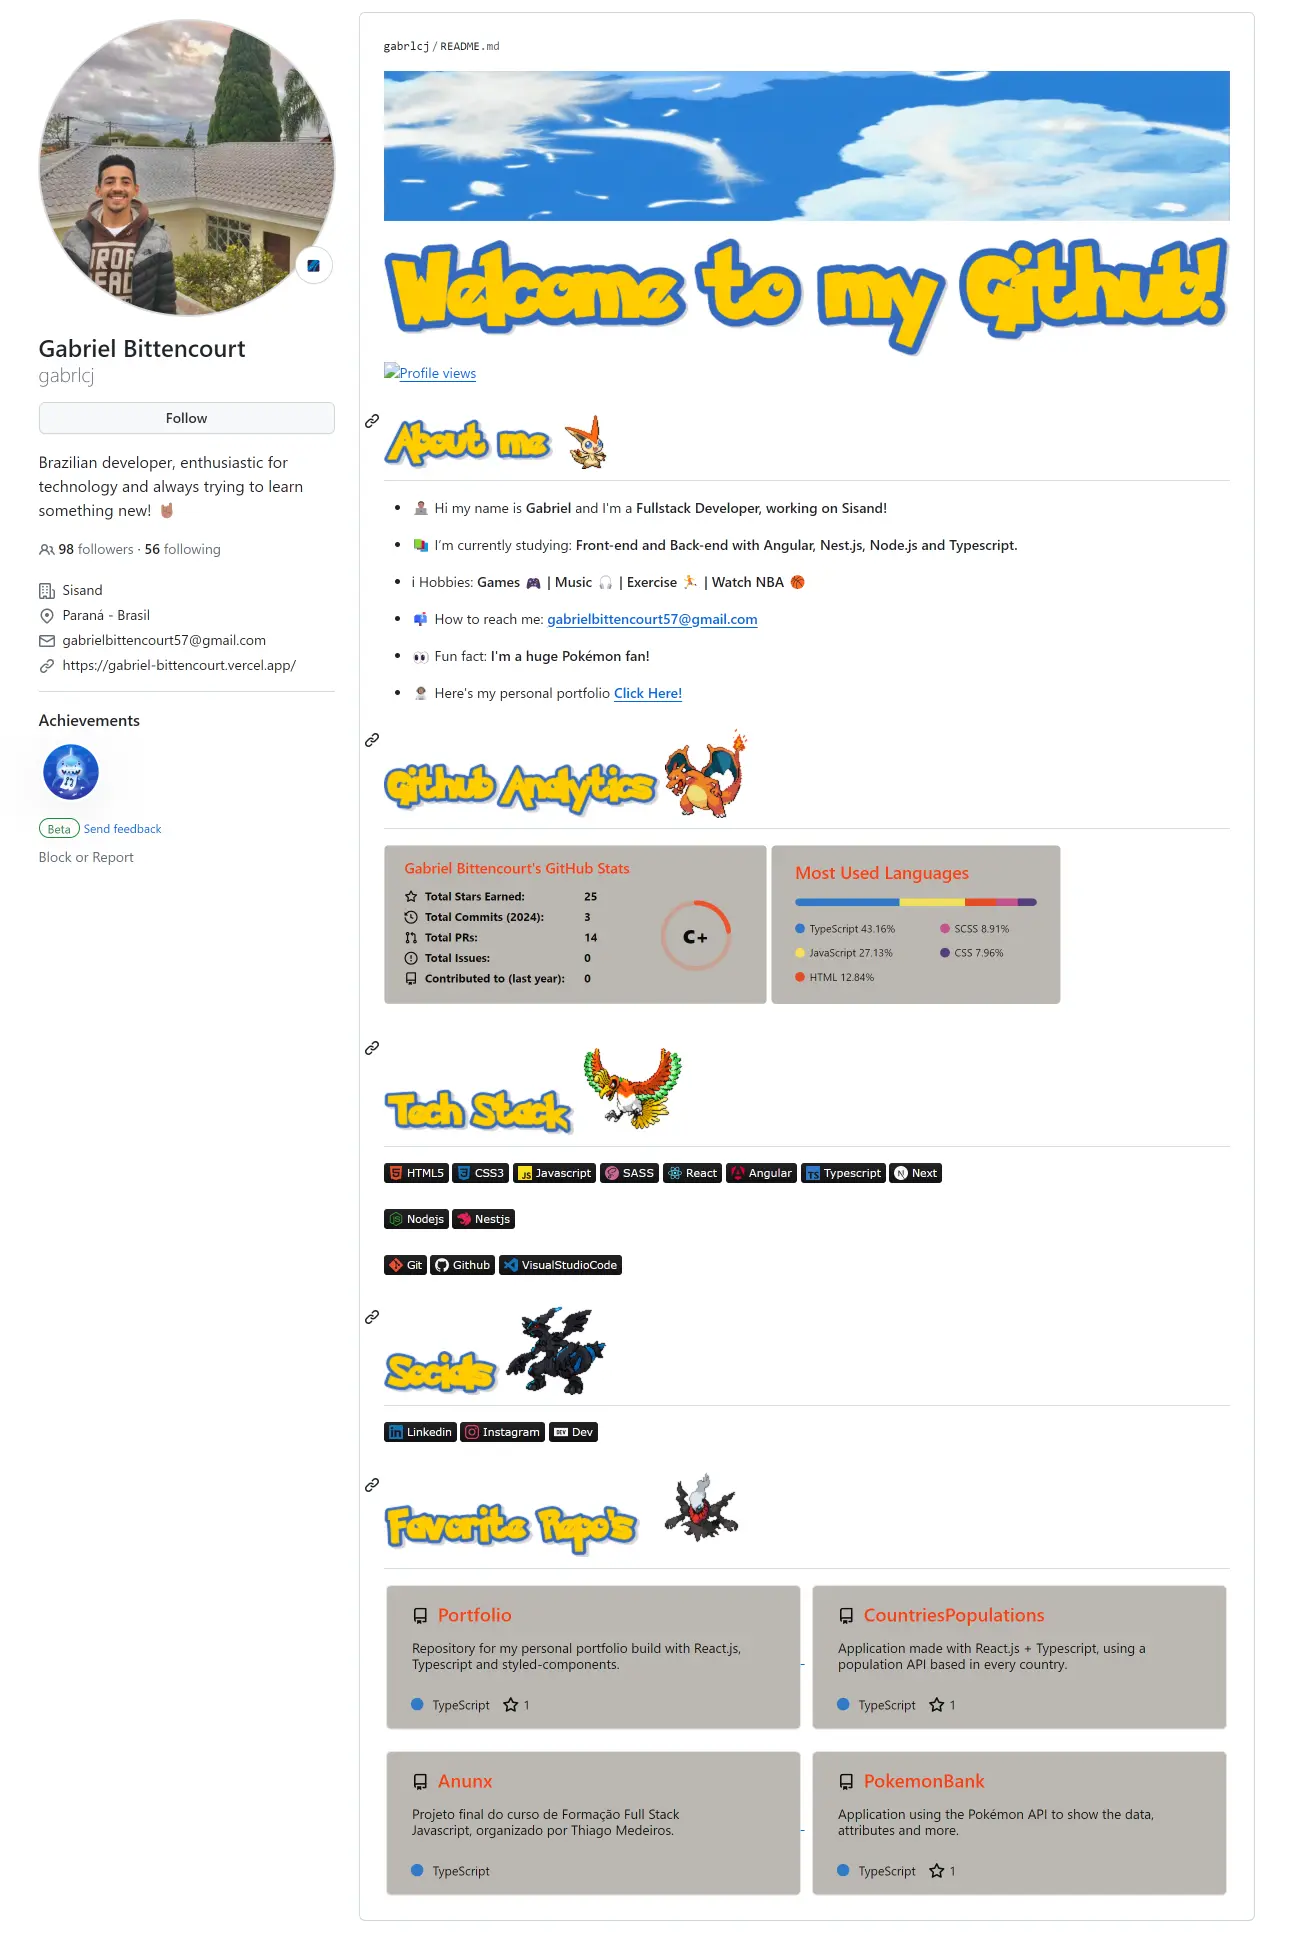 Gabriel Bittencourt
gabrlcj
Follow
Brazilian developer, enthusiastic for
technology and always trying to learn
something new! 🤘🏽
98 followers · 56 following
Sisand
Paraná - Brasil
gabrielbittencourt57@gmail.com
https://gabriel-bittencourt.vercel.app/
Achievements
Beta Send feedback
Block or Report
gabrlcj/README.md
Welcome to my Github!
Profile views
About me
Hi my name is Gabriel and I'm a Fullstack Developer, working on Sisand!
I'm currently studying: Front-end and Back-end with Angular, Nest.js, Node.js and Typescript.
ℹ Hobbies: Games 🎮 | Music 🎧 | Exercise 🏃 | Watch NBA 🏀
How to reach me: gabrielbittencourt57@gmail.com
Fun fact: I'm a huge Pokémon fan!
Here's my personal portfolio Click Here!
Github Analytics
Gabriel Bittencourt's GitHub Stats
Total Stars Earned: 25
Total Commits (2024): 3
Total PRs: 14
Total Issues: 0
Contributed to (last year): 0
C+
Most Used Languages
TypeScript 43.16%
SCSS 8.91%
JavaScript 27.13%
CSS 7.96%
HTML 12.84%
Tech Stack
HTML5 CSS3 JS Javascript SASS React Angular TS Typescript N Next
Nodejs Nestjs
Git Github VisualStudioCode
Socials
in Linkedin Instagram DEV Dev
Favorite Repo's
Portfolio
Repository for my personal portfolio build with React.js,
Typescript and styled-components.
TypeScript 1
CountriesPopulations
Application made with React.js + Typescript, using a
population API based in every country.
TypeScript 1
Anunx
Projeto final do curso de Formação Full Stack
Javascript, organizado por Thiago Medeiros.
TypeScript
PokemonBank
Application using the Pokémon API to show the data,
attributes and more.
TypeScript 1